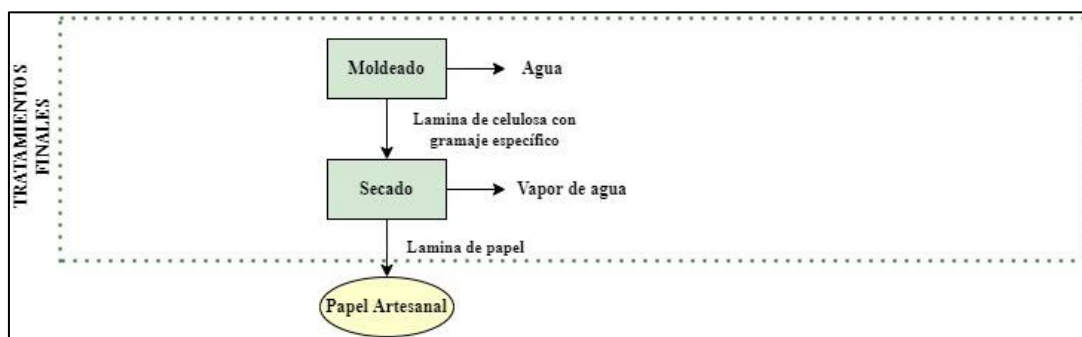 TRATAMIENTOS
FINALES
Moldeado
Agua
Lamina de celulosa con
gramaje específico
Secado
Vapor de agua
Lamina de papel
Papel Artesanal